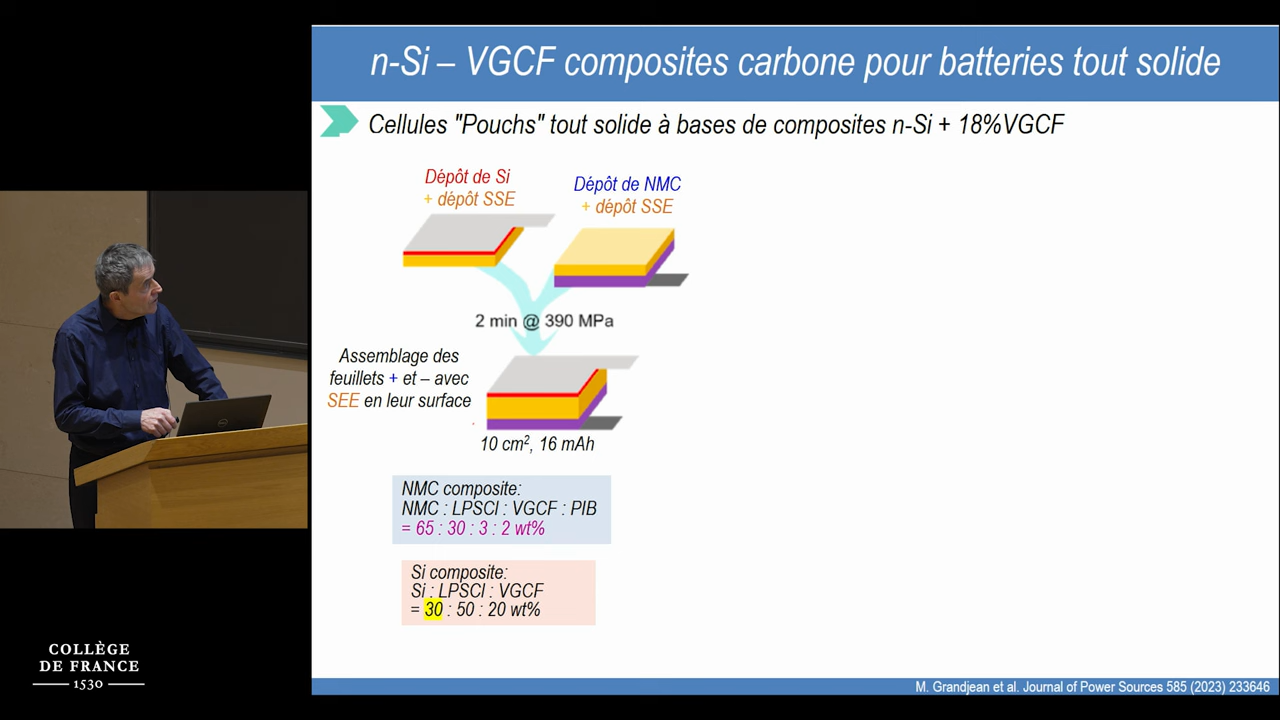 n-Si – VGCF composites carbone pour batteries tout solide
Cellules "Pouchs" tout solide à bases de composites n-Si + 18%VGCF
Dépôt de Si
+ dépôt SSE
Dépôt de NMC
+ dépôt SSE
2 min @ 390 MPa
Assemblage des
feuillets + et – avec
SEE en leur surface
10 cm², 16 mAh
NMC composite:
NMC : LPSCl : VGCF : PIB
= 65 : 30 : 3 : 2 wt%
Si composite:
Si : LPSCl : VGCF
= 30 : 50 : 20 wt%
COLLÈGE
DE FRANCE
1530
M. Grandjean et al. Journal of Power Sources 585 (2023) 233646